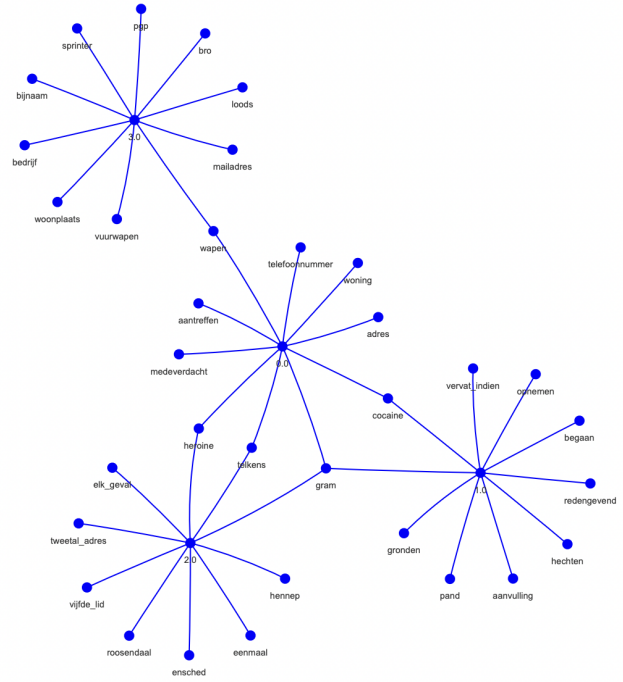 pgp
sprinter
bro
bijnaam
loods
3.0
bedrijf
mailadres
woonplaats
vuurwapen
wapen
telefoonnummer
woning
aantreffen
adres
0.0
medeverdacht
vervat_indien
opnemen
cocaine
begaan
heroine
telkens
elk_geval
gram
1.0
redengevend
tweetal_adres
gronden
2.0
hechten
hennep
pand
aanvulling
vijfde_lid
roosendaal
eenmaal
ensched